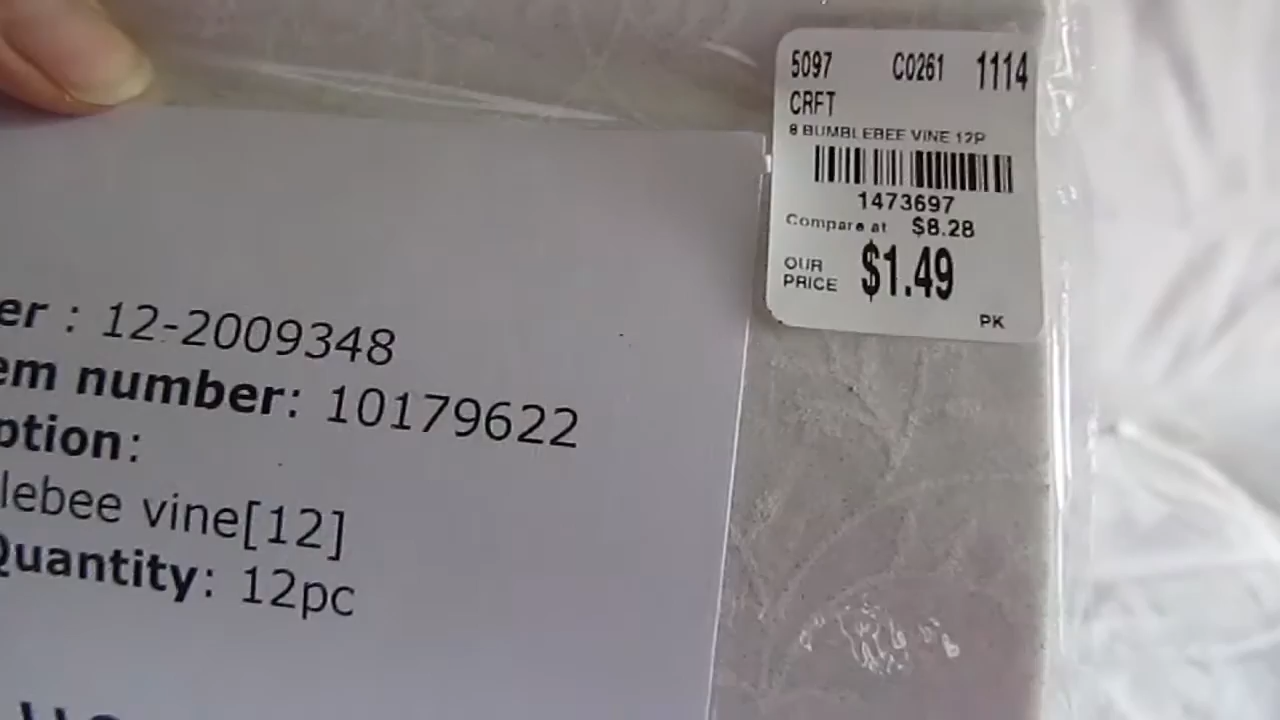 5097 C0261 1114
CRFT
8 BUMBLEBEE VINE 12P
1473697
Compare at $8.28
OUR PRICE $1.49
PK
er : 12-2009348
em number: 10179622
ption:
lebee vine[12]
Quantity: 12pc